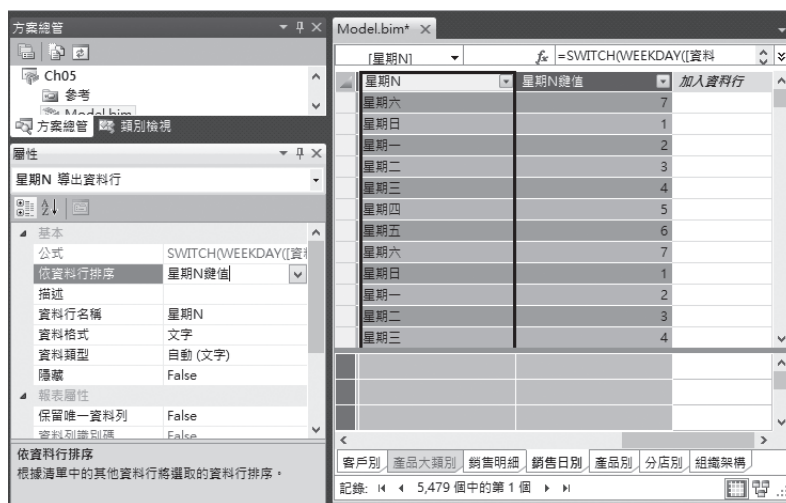 方案總管
Ch05
參考
Model.bim
方案總管 類別檢視
屬性
星期N 導出資料行
基本
公式 SWITCH(WEEKDAY([資料
依資料行排序 星期N鍵值
描述
資料行名稱 星期N
資料格式 文字
資料類型 自動 (文字)
隱藏 False
報表屬性
保留唯一資料列 False
資料列識別碼 False
依資料行排序
根據清單中的其他資料行將選取的資料行排序。
Model.bim*
[星期N] fx =SWITCH(WEEKDAY([資料
星期N 星期N鍵值 加入資料行
星期六 7
星期日 1
星期一 2
星期二 3
星期三 4
星期四 5
星期五 6
星期六 7
星期日 1
星期一 2
星期二 3
星期三 4
客戶別 產品大類別 銷售明細 銷售日別 產品別 分店別 組織架構
記錄: 5,479 個中的第 1 個